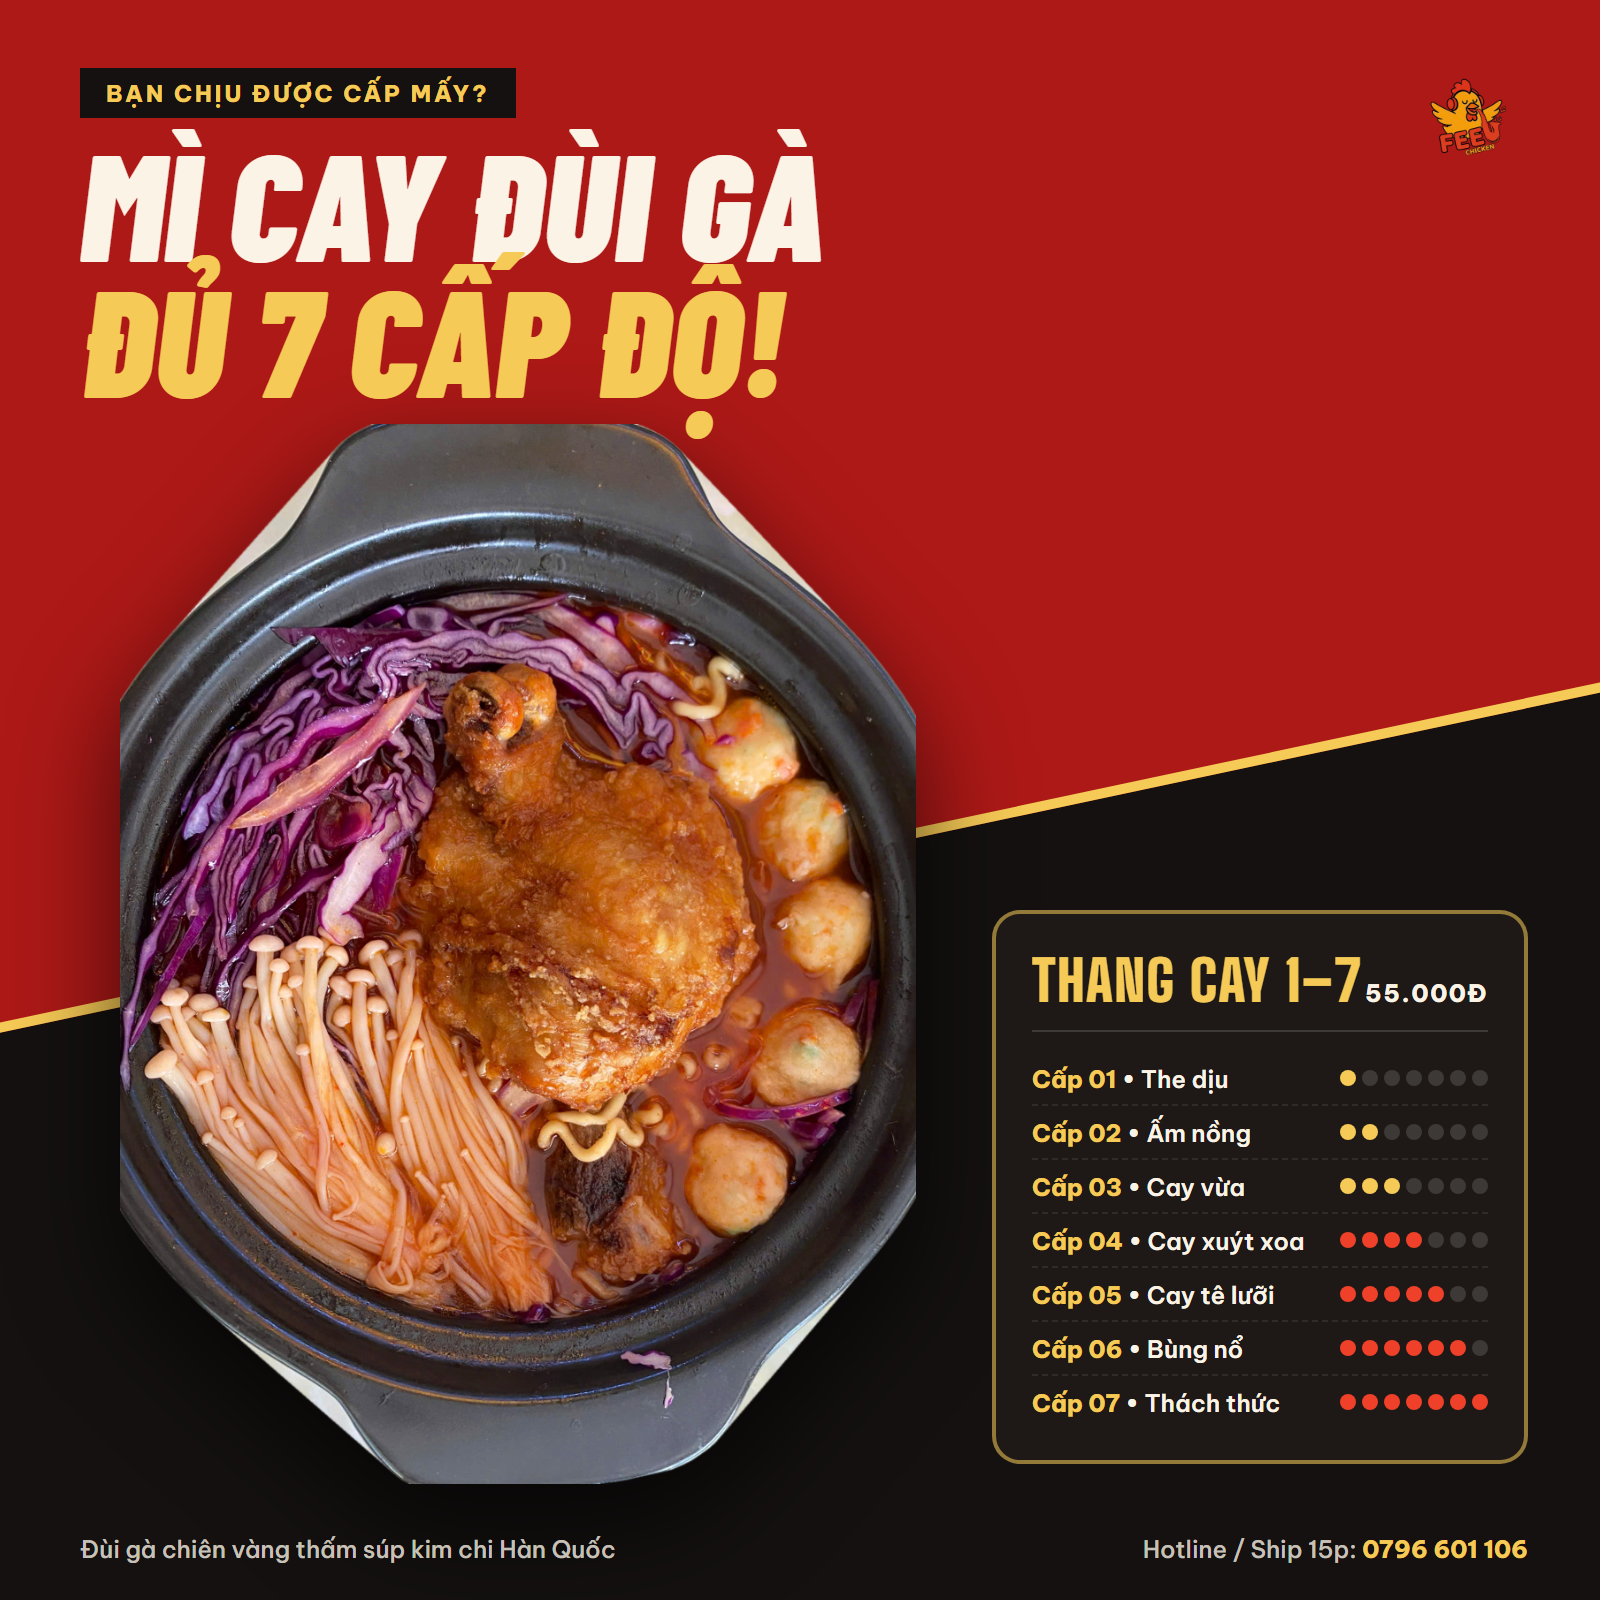 BẠN CHỊU ĐƯỢC CẤP MẤY?
FEEU
CHICKEN
MÌ CAY ĐÙI GÀ
ĐỦ 7 CẤP ĐỘ!
THANG CAY 1–7 55.000Đ
Cấp 01 • The dịu
Cấp 02 • Ấm nồng
Cấp 03 • Cay vừa
Cấp 04 • Cay xuýt xoa
Cấp 05 • Cay tê lưỡi
Cấp 06 • Bùng nổ
Cấp 07 • Thách thức
Đùi gà chiên vàng thấm súp kim chi Hàn Quốc
Hotline / Ship 15p: 0796 601 106